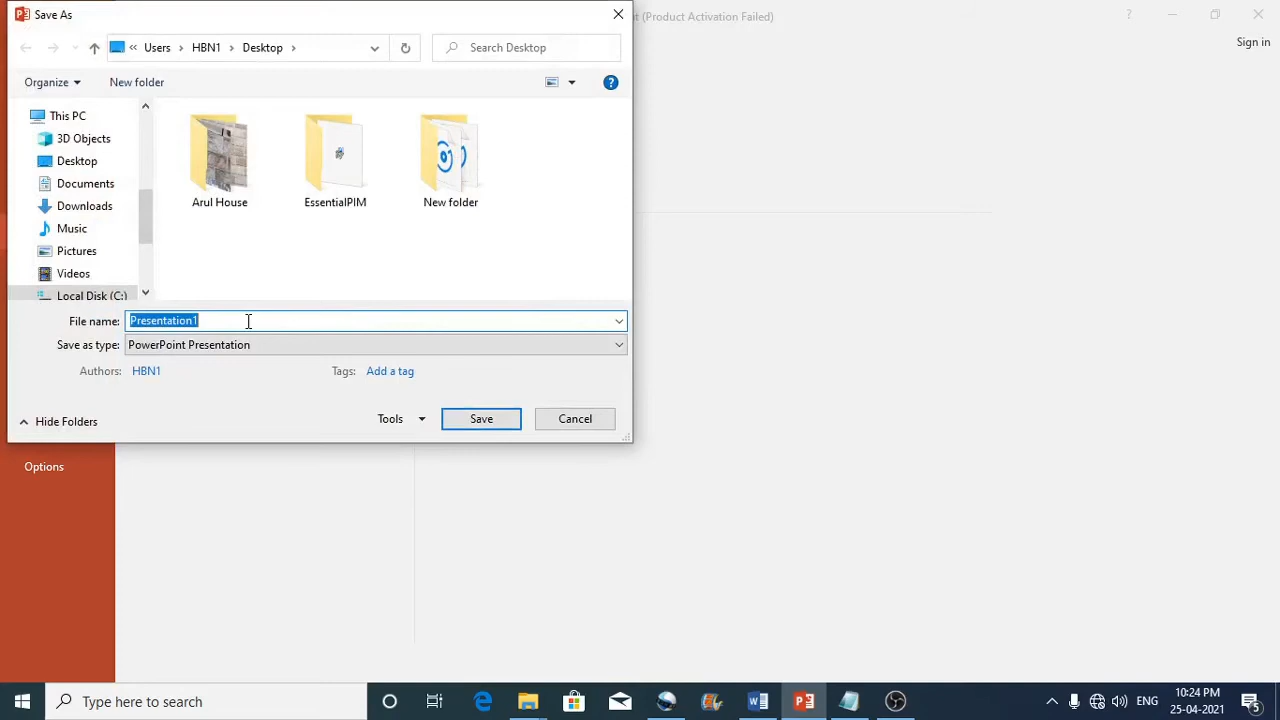 Save As
t (Product Activation Failed)
Sign in
« Users > HBN1 > Desktop >
Search Desktop
Organize
New folder
This PC
3D Objects
Desktop
Documents
Downloads
Music
Pictures
Videos
Local Disk (C:)
Arul House
EssentialPIM
New folder
File name: Presentation1
Save as type: PowerPoint Presentation
Authors: HBN1
Tags: Add a tag
Hide Folders
Tools
Save
Cancel
Options
Type here to search
ENG
10:24 PM
25-04-2021
5